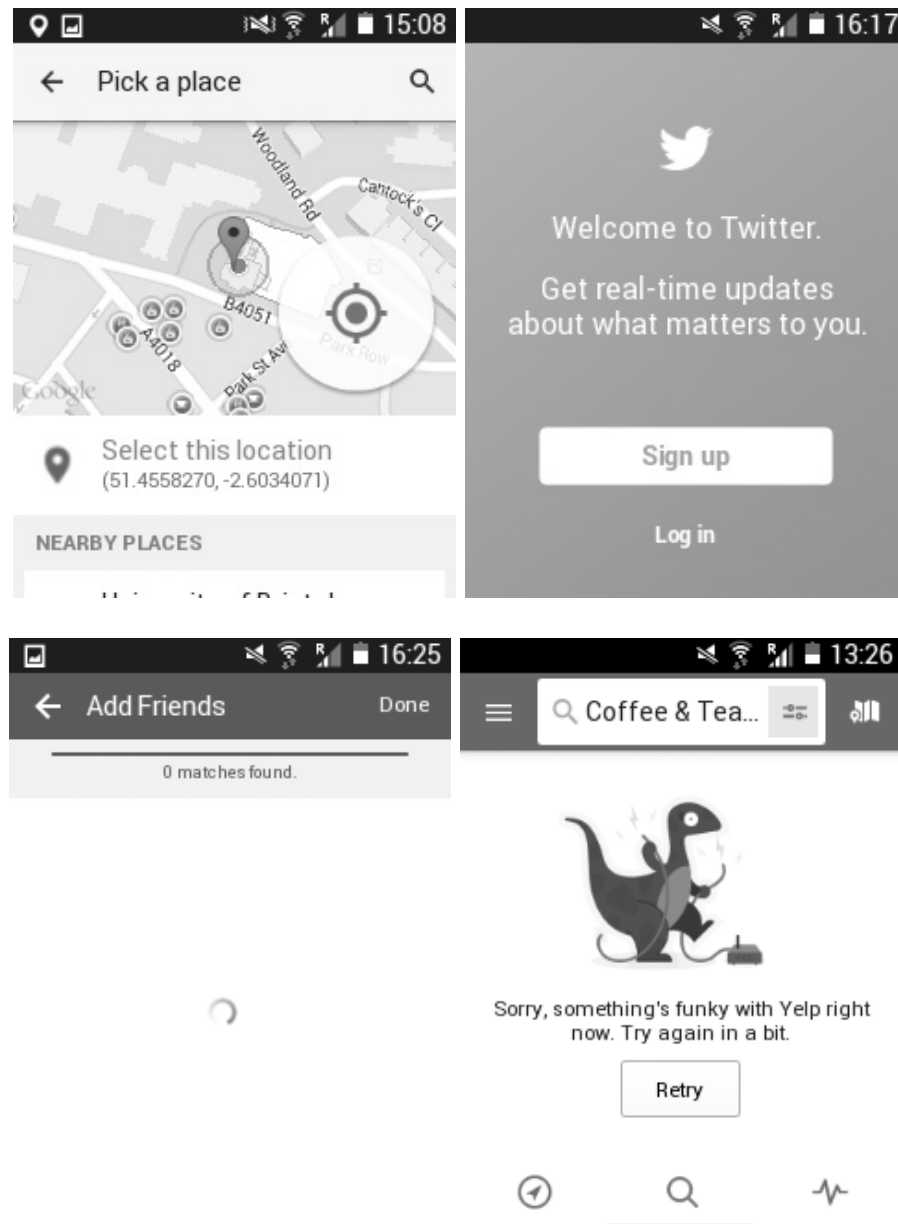 R 15:08
Pick a place
Woodland Rd
Cantock's Cl
B4051
A4018
Park St Ave
Park Row
Google
Select this location
(51.4558270, -2.6034071)
NEARBY PLACES
R 16:17
Welcome to Twitter.
Get real-time updates
about what matters to you.
Sign up
Log in
R 16:25
Add Friends Done
0 matches found.
R 13:26
Coffee & Tea...
Sorry, something's funky with Yelp right
now. Try again in a bit.
Retry